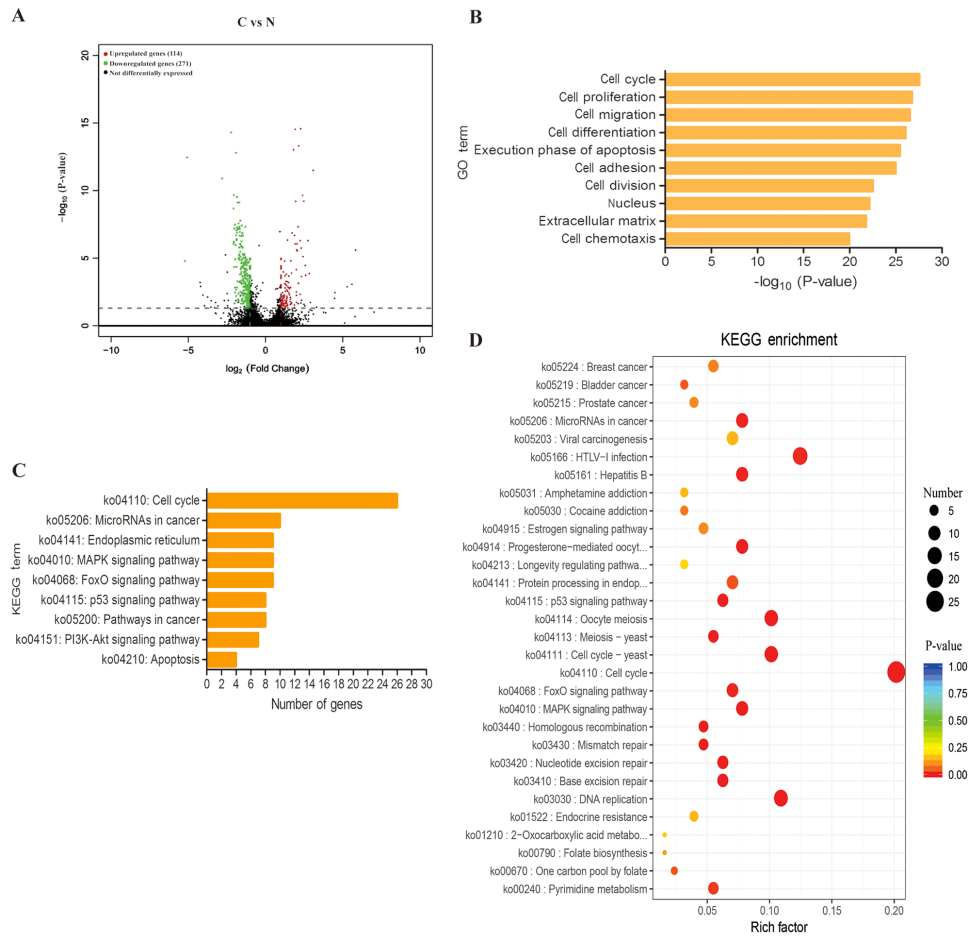 A
C vs N
Upregulated genes (114)
Downregulated genes (271)
Not differentially expressed
−log10 (P-value)
20
15
10
5
0
−10
−5
0
5
10
log2 (Fold Change)
B
GO term
Cell cycle
Cell proliferation
Cell migration
Cell differentiation
Execution phase of apoptosis
Cell adhesion
Cell division
Nucleus
Extracellular matrix
Cell chemotaxis
0 5 10 15 20 25 30
-log10 (P-value)
C
KEGG term
ko04110: Cell cycle
ko05206: MicroRNAs in cancer
ko04141: Endoplasmic reticulum
ko04010: MAPK signaling pathway
ko04068: FoxO signaling pathway
ko04115: p53 signaling pathway
ko05200: Pathways in cancer
ko04151: PI3K-Akt signaling pathway
ko04210: Apoptosis
0 2 4 6 8 10 12 14 16 18 20 22 24 26 28 30
Number of genes
D
KEGG enrichment
ko05224 : Breast cancer
ko05219 : Bladder cancer
ko05215 : Prostate cancer
ko05206 : MicroRNAs in cancer
ko05203 : Viral carcinogenesis
ko05166 : HTLV−I infection
ko05161 : Hepatitis B
ko05031 : Amphetamine addiction
ko05030 : Cocaine addiction
ko04915 : Estrogen signaling pathway
ko04914 : Progesterone−mediated oocyt...
ko04213 : Longevity regulating pathwa...
ko04141 : Protein processing in endop...
ko04115 : p53 signaling pathway
ko04114 : Oocyte meiosis
ko04113 : Meiosis − yeast
ko04111 : Cell cycle − yeast
ko04110 : Cell cycle
ko04068 : FoxO signaling pathway
ko04010 : MAPK signaling pathway
ko03440 : Homologous recombination
ko03430 : Mismatch repair
ko03420 : Nucleotide excision repair
ko03410 : Base excision repair
ko03030 : DNA replication
ko01522 : Endocrine resistance
ko01210 : 2−Oxocarboxylic acid metabo...
ko00790 : Folate biosynthesis
ko00670 : One carbon pool by folate
ko00240 : Pyrimidine metabolism
0.05 0.10 0.15 0.20
Rich factor
Number
5
10
15
20
25
P-value
1.00
0.75
0.50
0.25
0.00